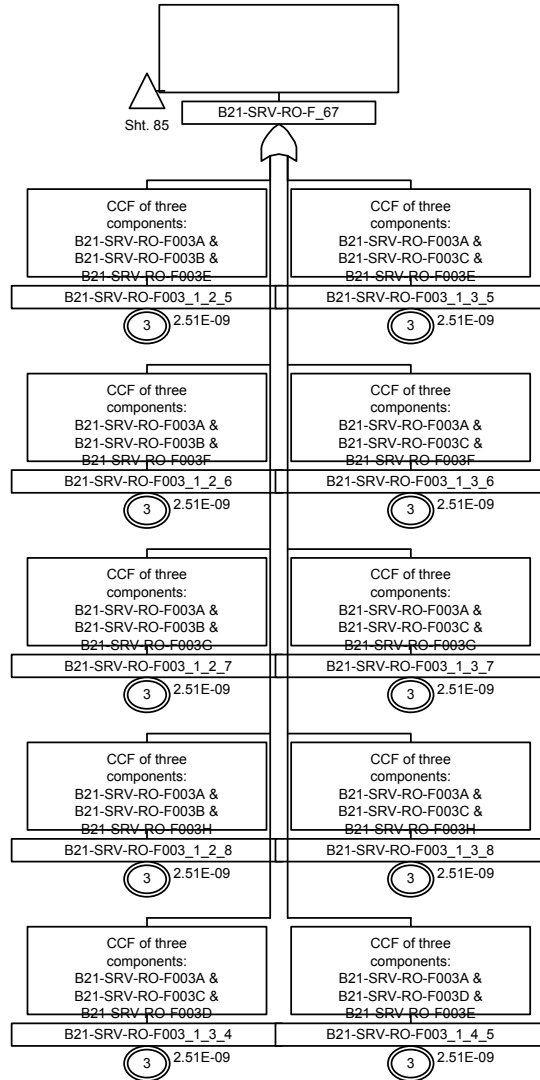 Sht. 85
B21-SRV-RO-F_67
CCF of three
components:
B21-SRV-RO-F003A &
B21-SRV-RO-F003B &
B21-SRV-RO-F003E
B21-SRV-RO-F003_1_2_5
3
2.51E-09
CCF of three
components:
B21-SRV-RO-F003A &
B21-SRV-RO-F003C &
B21-SRV-RO-F003E
B21-SRV-RO-F003_1_3_5
3
2.51E-09
CCF of three
components:
B21-SRV-RO-F003A &
B21-SRV-RO-F003B &
B21-SRV-RO-F003F
B21-SRV-RO-F003_1_2_6
3
2.51E-09
CCF of three
components:
B21-SRV-RO-F003A &
B21-SRV-RO-F003C &
B21-SRV-RO-F003F
B21-SRV-RO-F003_1_3_6
3
2.51E-09
CCF of three
components:
B21-SRV-RO-F003A &
B21-SRV-RO-F003B &
B21-SRV-RO-F003G
B21-SRV-RO-F003_1_2_7
3
2.51E-09
CCF of three
components:
B21-SRV-RO-F003A &
B21-SRV-RO-F003C &
B21-SRV-RO-F003G
B21-SRV-RO-F003_1_3_7
3
2.51E-09
CCF of three
components:
B21-SRV-RO-F003A &
B21-SRV-RO-F003B &
B21-SRV-RO-F003H
B21-SRV-RO-F003_1_2_8
3
2.51E-09
CCF of three
components:
B21-SRV-RO-F003A &
B21-SRV-RO-F003C &
B21-SRV-RO-F003H
B21-SRV-RO-F003_1_3_8
3
2.51E-09
CCF of three
components:
B21-SRV-RO-F003A &
B21-SRV-RO-F003C &
B21-SRV-RO-F003D
B21-SRV-RO-F003_1_3_4
3
2.51E-09
CCF of three
components:
B21-SRV-RO-F003A &
B21-SRV-RO-F003D &
B21-SRV-RO-F003E
B21-SRV-RO-F003_1_4_5
3
2.51E-09